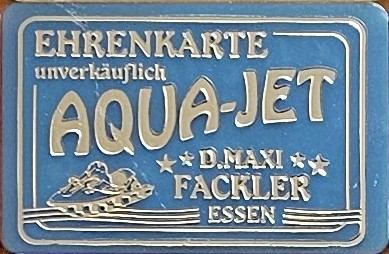 EHRENKARTE
unverkäuflich
AQUA-JET
D.MAXI
FACKLER
ESSEN